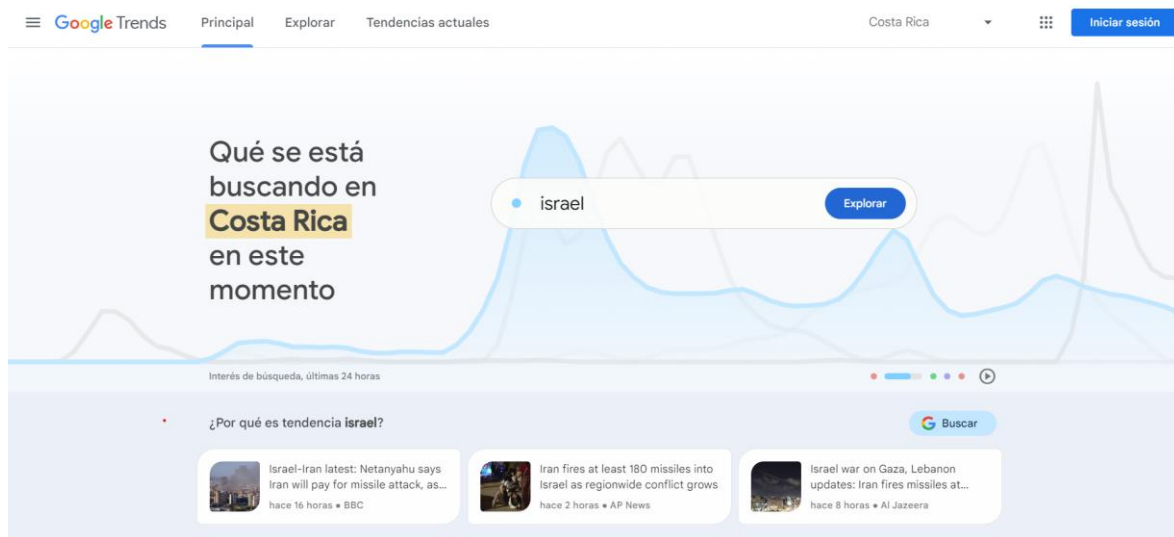 Google Trends
Principal
Explorar
Tendencias actuales
Costa Rica
Iniciar sesión
Qué se está
buscando en
Costa Rica
en este
momento
israel
Explorar
Interés de búsqueda, últimas 24 horas
¿Por qué es tendencia israel?
Buscar
Israel-Iran latest: Netanyahu says
Iran will pay for missile attack, as...
hace 16 horas • BBC
Iran fires at least 180 missiles into
Israel as regionwide conflict grows
hace 2 horas • AP News
Israel war on Gaza, Lebanon
updates: Iran fires missiles at...
hace 8 horas • Al Jazeera